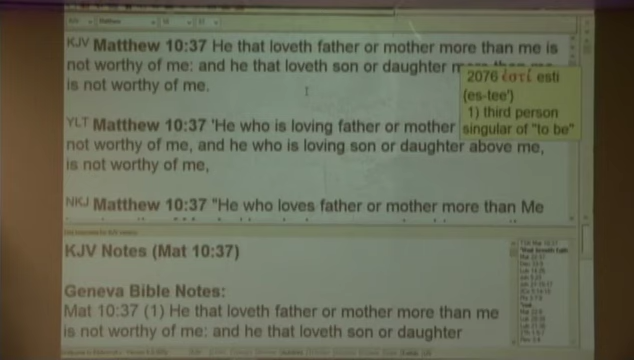 KJV Matthew 10:37 He that loveth father or mother more than me is
not worthy of me: and he that loveth son or daughter more than me
is not worthy of me.
2076 ἐστί esti
(es-tee')
1) third person
singular of "to be"
YLT Matthew 10:37 'He who is loving father or mother
not worthy of me, and he who is loving son or daughter above me,
is not worthy of me,
NKJ Matthew 10:37 "He who loves father or mother more than Me
KJV Notes (Mat 10:37)
Geneva Bible Notes:
Mat 10:37 (1) He that loveth father or mother more than me
is not worthy of me: and he that loveth son or daughter